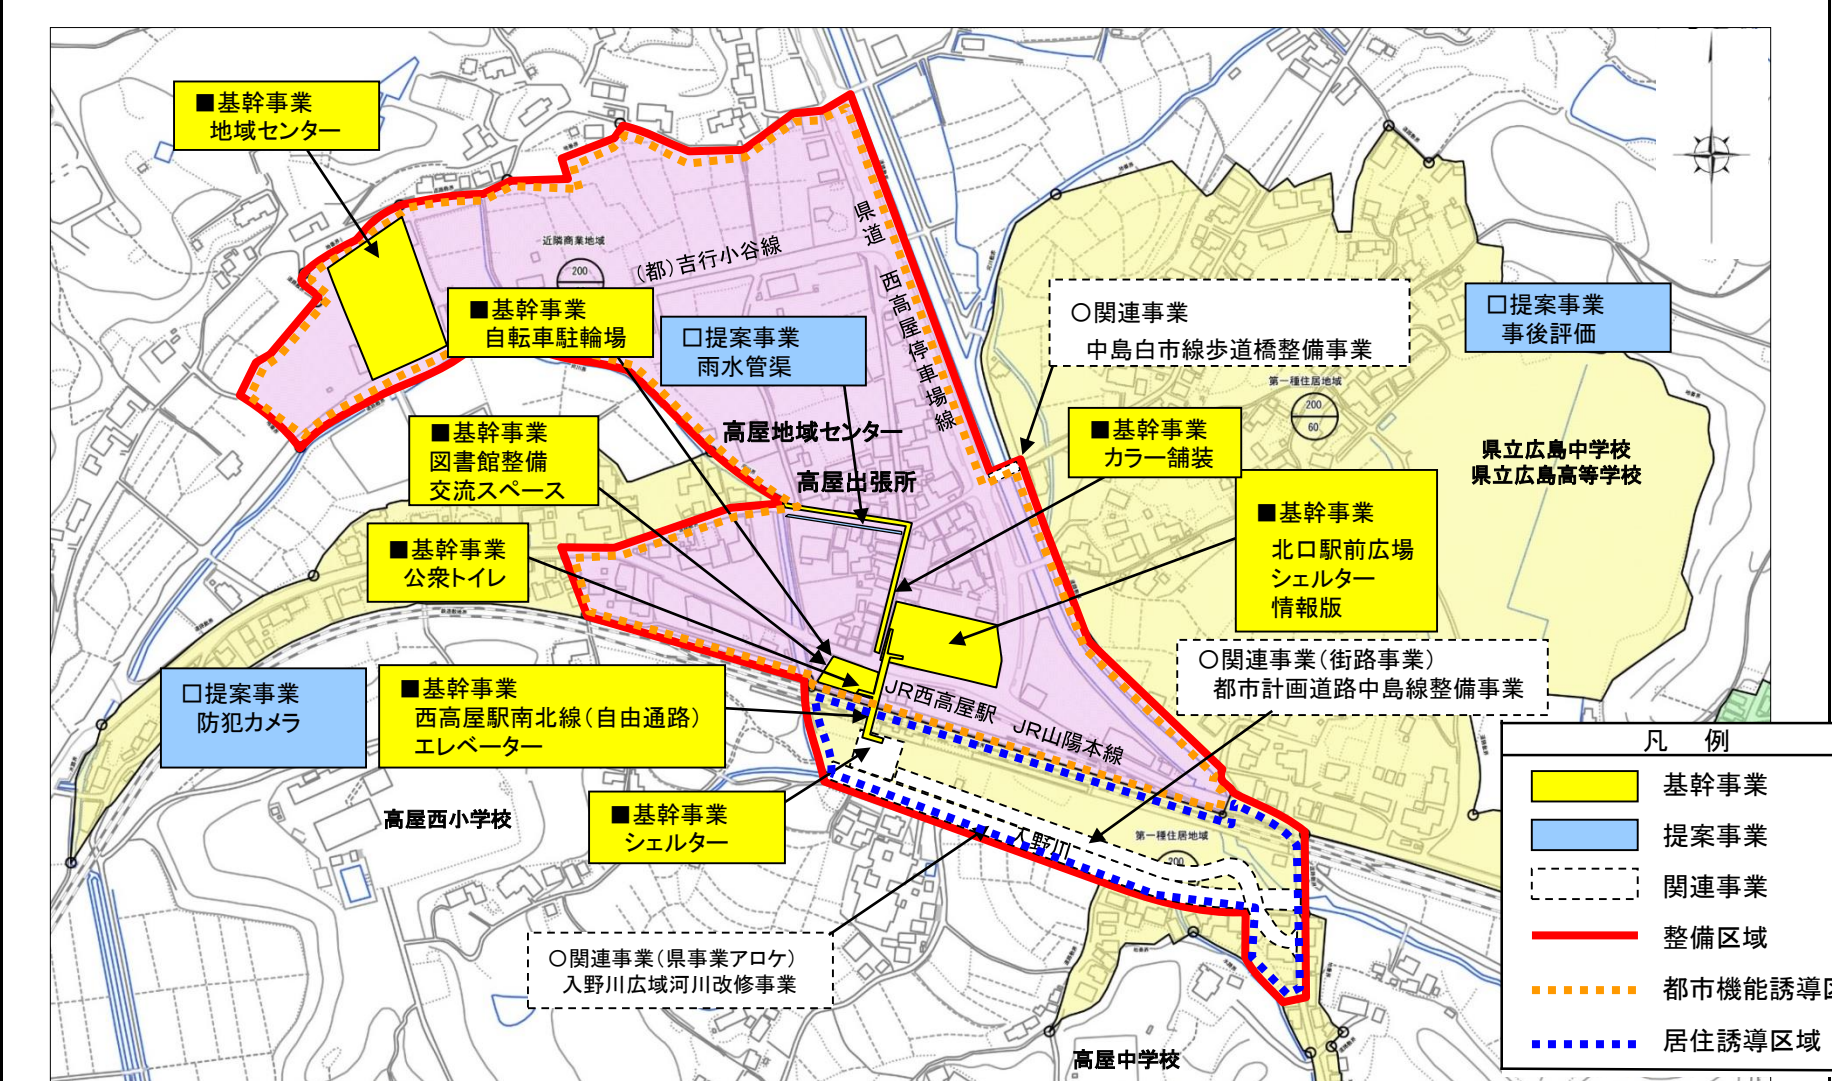 ■基幹事業
地域センター
近隣商業地域
200
(都)吉行小谷線
県道 西高屋停車場線
■基幹事業
自転車駐輪場
□提案事業
雨水管渠
○関連事業
中島白市線歩道橋整備事業
□提案事業
事後評価
第一種住居地域
200
60
■基幹事業
図書館整備
交流スペース
高屋地域センター
高屋出張所
■基幹事業
カラー舗装
県立広島中学校
県立広島高等学校
■基幹事業
北口駅前広場
シェルター
情報版
■基幹事業
公衆トイレ
○関連事業(街路事業)
都市計画道路中島線整備事業
□提案事業
防犯カメラ
■基幹事業
西高屋駅南北線(自由通路)
エレベーター
JR西高屋駅
JR山陽本線
■基幹事業
シェルター
高屋西小学校
入野川
第一種住居地域
200
○関連事業(県事業アロケ)
入野川広域河川改修事業
高屋中学校
凡 例
基幹事業
提案事業
関連事業
整備区域
都市機能誘導区
居住誘導区域